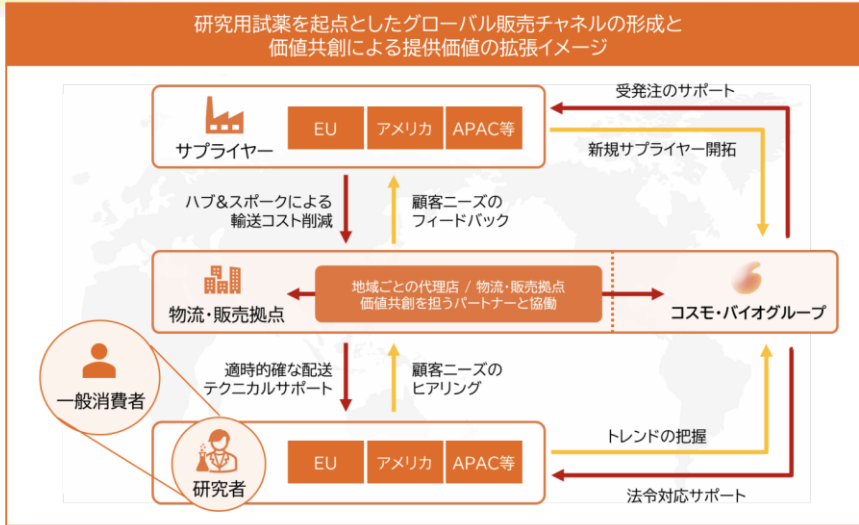 研究用試薬を起点としたグローバル販売チャネルの形成と
価値共創による提供価値の拡張イメージ
サプライヤー
EU
アメリカ
APAC等
受発注のサポート
新規サプライヤー開拓
ハブ&スポークによる
輸送コスト削減
顧客ニーズの
フィードバック
物流・販売拠点
地域ごとの代理店 / 物流・販売拠点
価値共創を担うパートナーと協働
コスモ・バイオグループ
一般消費者
適時的確な配送
テクニカルサポート
顧客ニーズの
ヒアリング
トレンドの把握
研究者
EU
アメリカ
APAC等
法令対応サポート